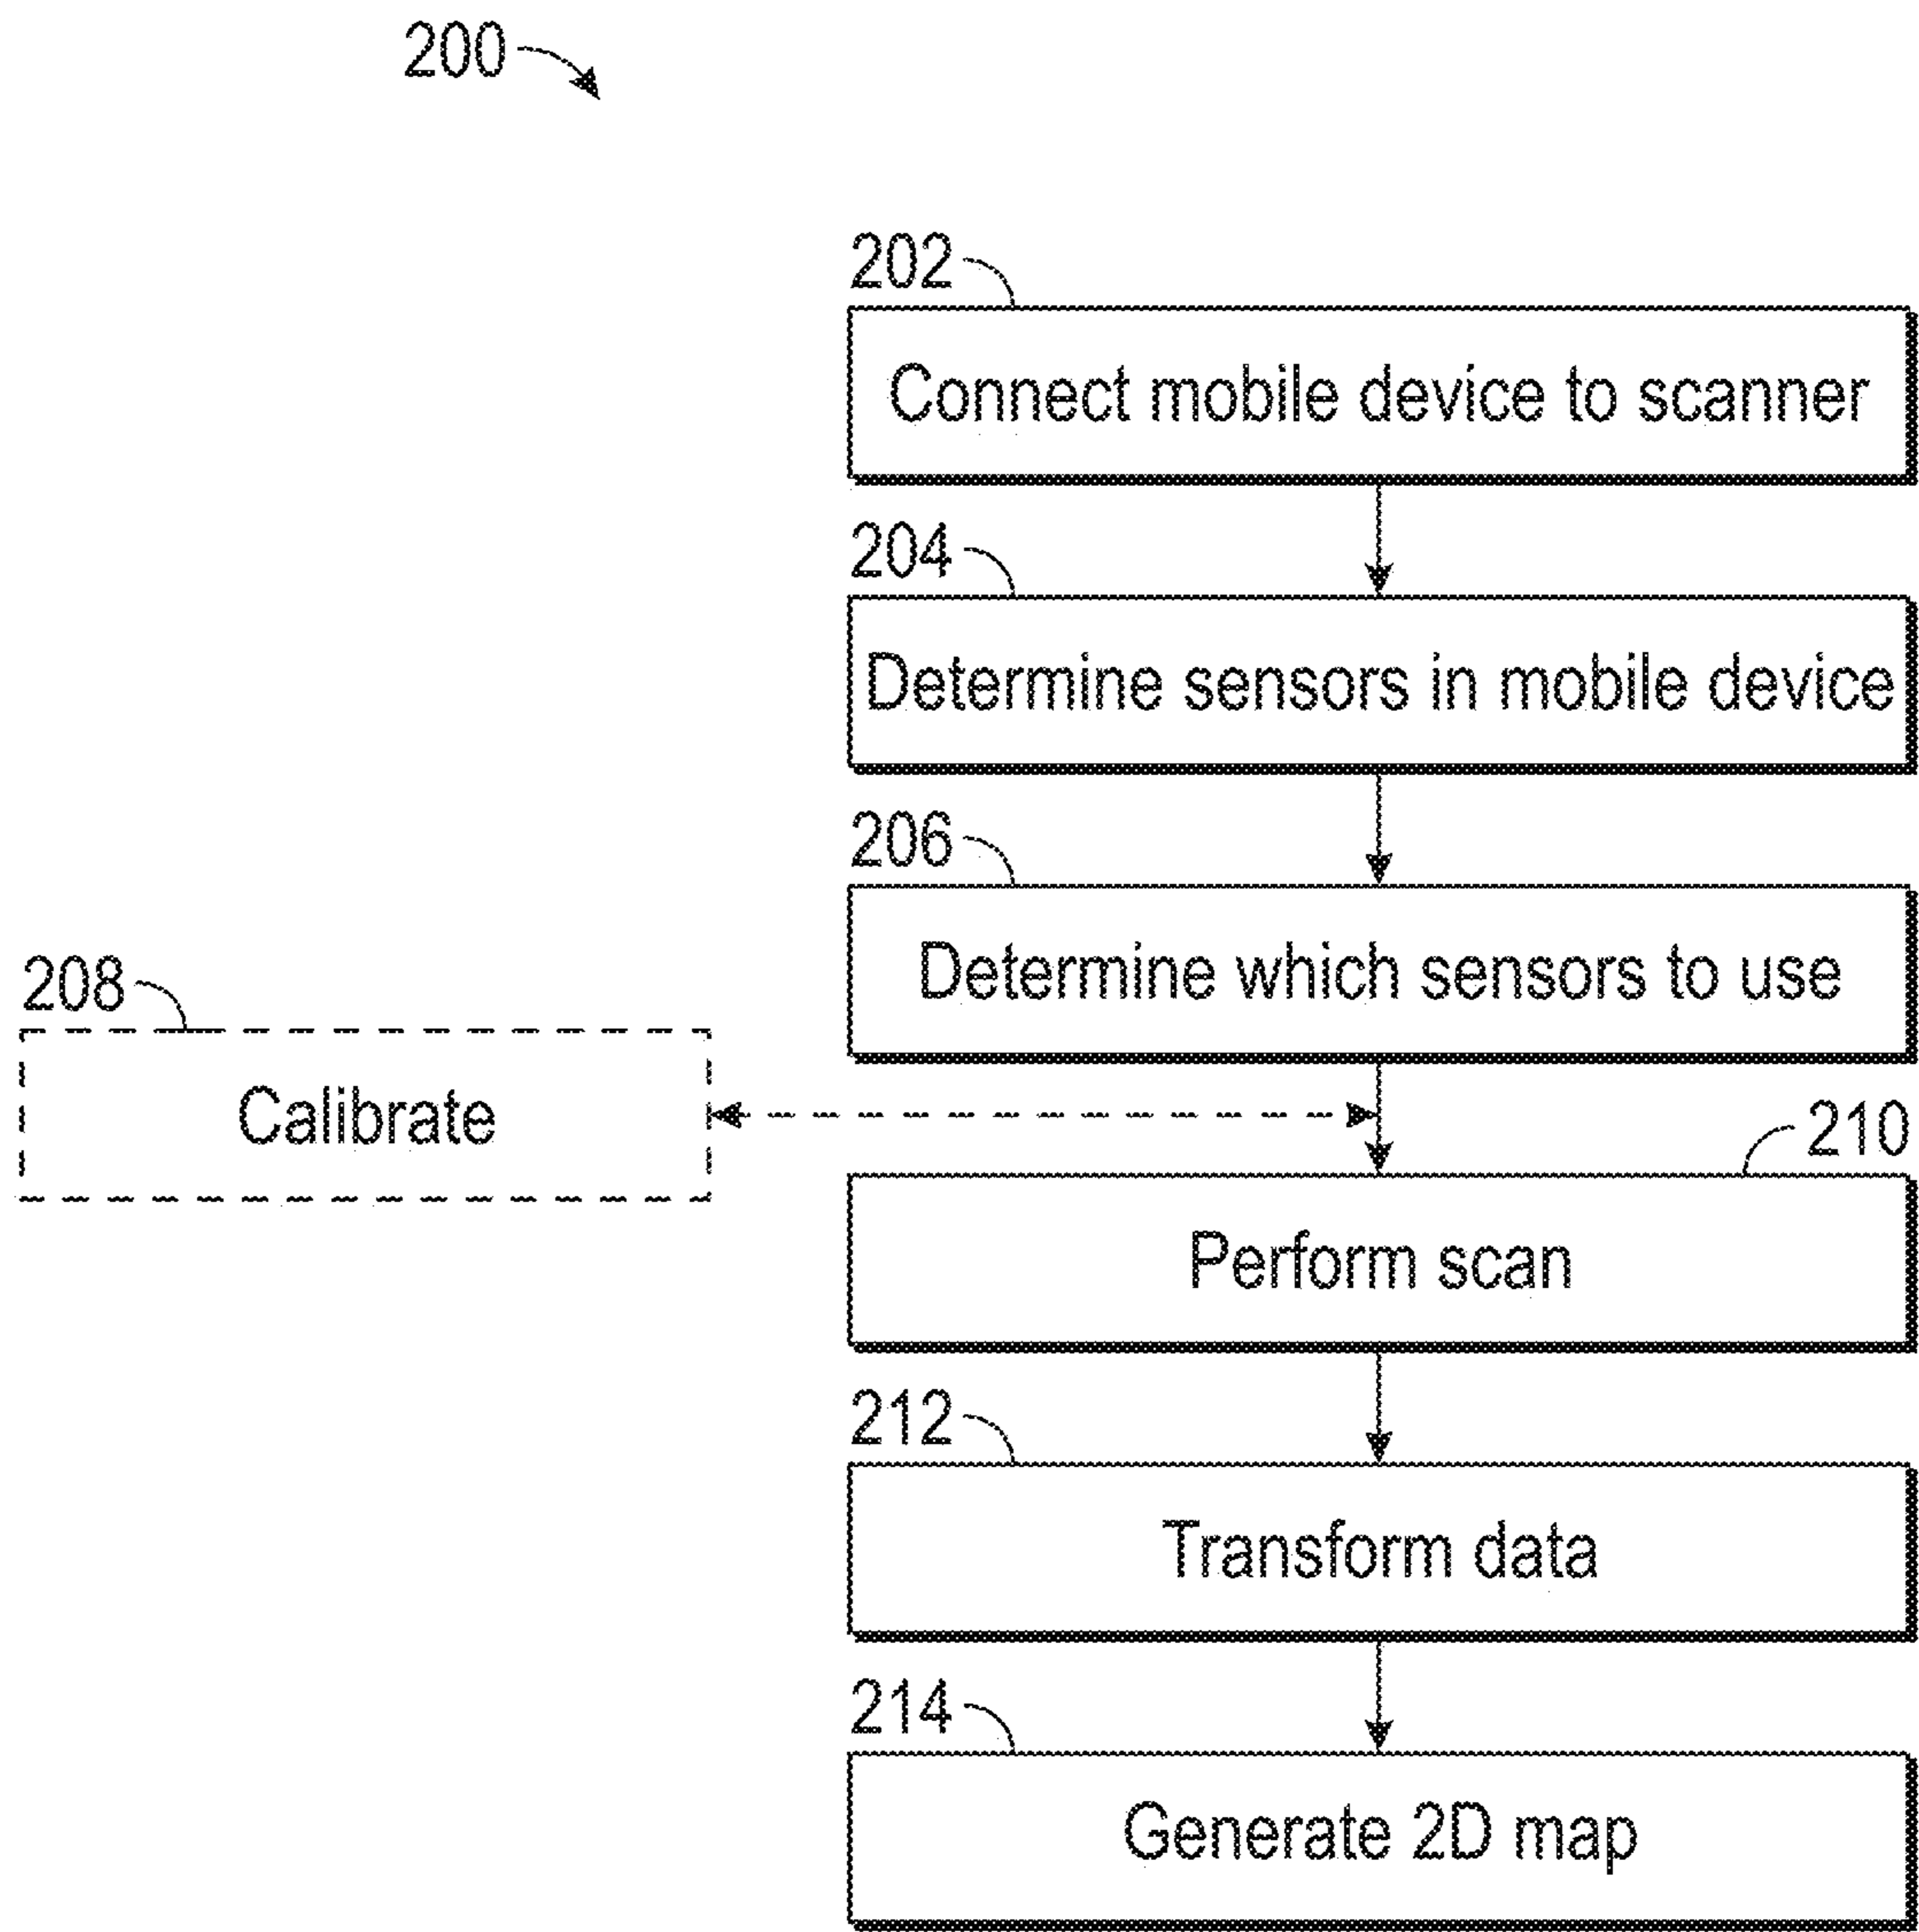 200
202
Connect mobile device to scanner
204
Determine sensors in mobile device
206
Determine which sensors to use
208
Calibrate
210
Perform scan
212
Transform data
214
Generate 2D map